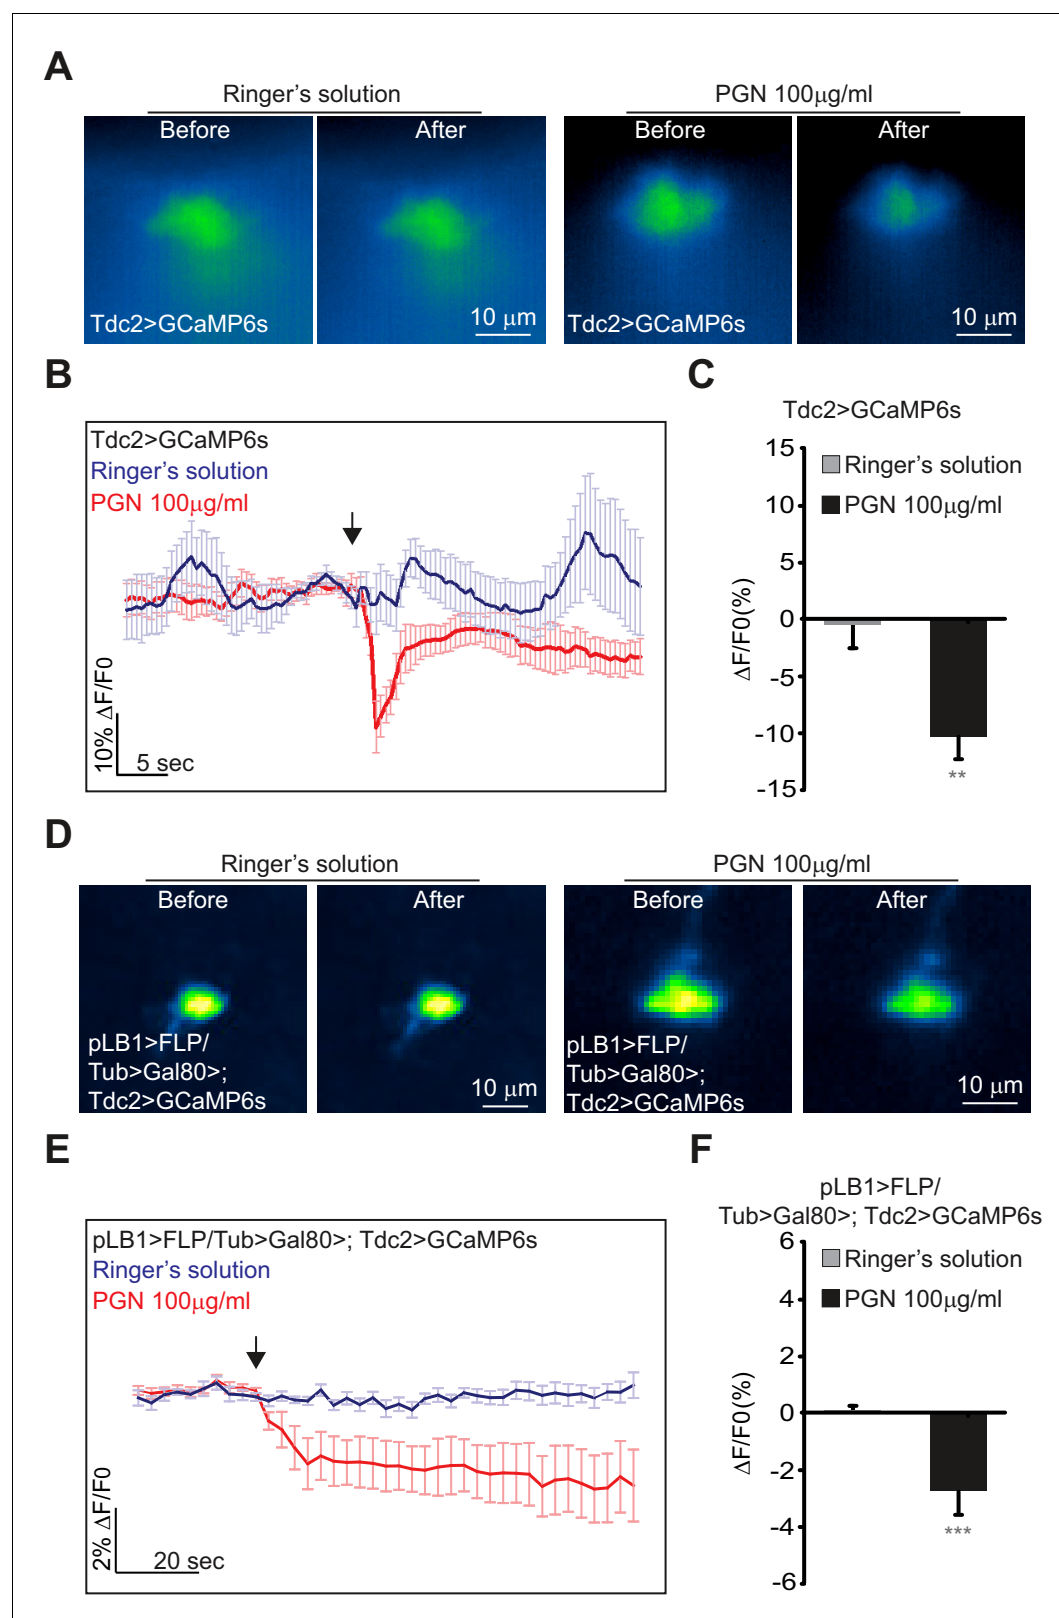 A
Ringer's solution
PGN 100μg/ml
Before
After
Before
After
Tdc2>GCaMP6s
10 μm
Tdc2>GCaMP6s
10 μm
B
Tdc2>GCaMP6s
Ringer's solution
PGN 100μg/ml
10% ΔF/F0
5 sec
C
Tdc2>GCaMP6s
Ringer's solution
PGN 100μg/ml
ΔF/F0(%)
15
10
5
0
-5
-10
-15
**
D
Ringer's solution
PGN 100μg/ml
Before
After
Before
After
pLB1>FLP/
Tub>Gal80>;
Tdc2>GCaMP6s
10 μm
pLB1>FLP/
Tub>Gal80>;
Tdc2>GCaMP6s
10 μm
E
pLB1>FLP/Tub>Gal80>; Tdc2>GCaMP6s
Ringer's solution
PGN 100μg/ml
2% ΔF/F0
20 sec
F
pLB1>FLP/
Tub>Gal80>; Tdc2>GCaMP6s
Ringer's solution
PGN 100μg/ml
ΔF/F0(%)
6
4
2
0
-2
-4
-6
***